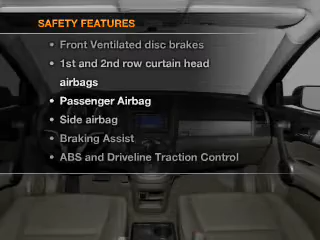 SAFETY FEATURES
• Front Ventilated disc brakes
• 1st and 2nd row curtain head
airbags
• Passenger Airbag
• Side airbag
• Braking Assist
• ABS and Driveline Traction Control